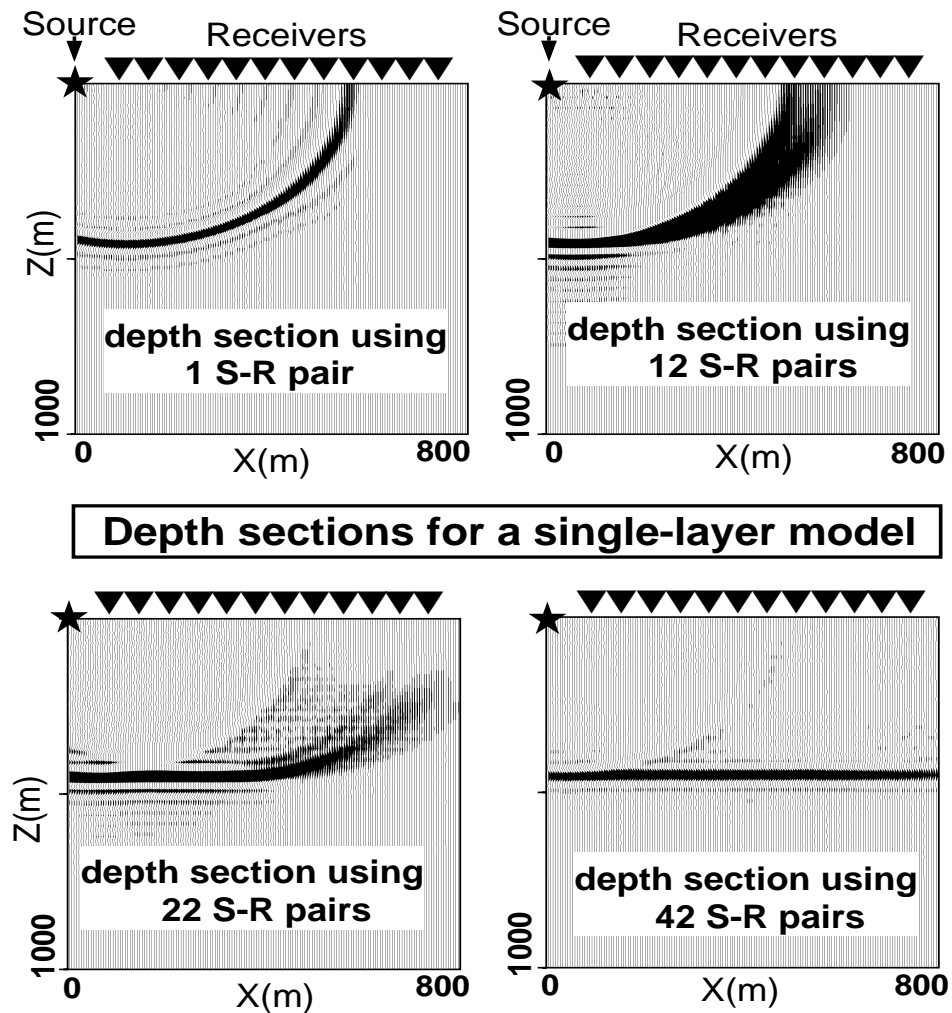 Source
Receivers
Receivers
Z(m)
depth section using
1 S-R pair
depth section using
12 S-R pairs
1000
1000
0
X(m)
800
0
X(m)
800
Depth sections for a single-layer model
Z(m)
depth section using
22 S-R pairs
depth section using
42 S-R pairs
1000
1000
0
X(m)
800
0
X(m)
800